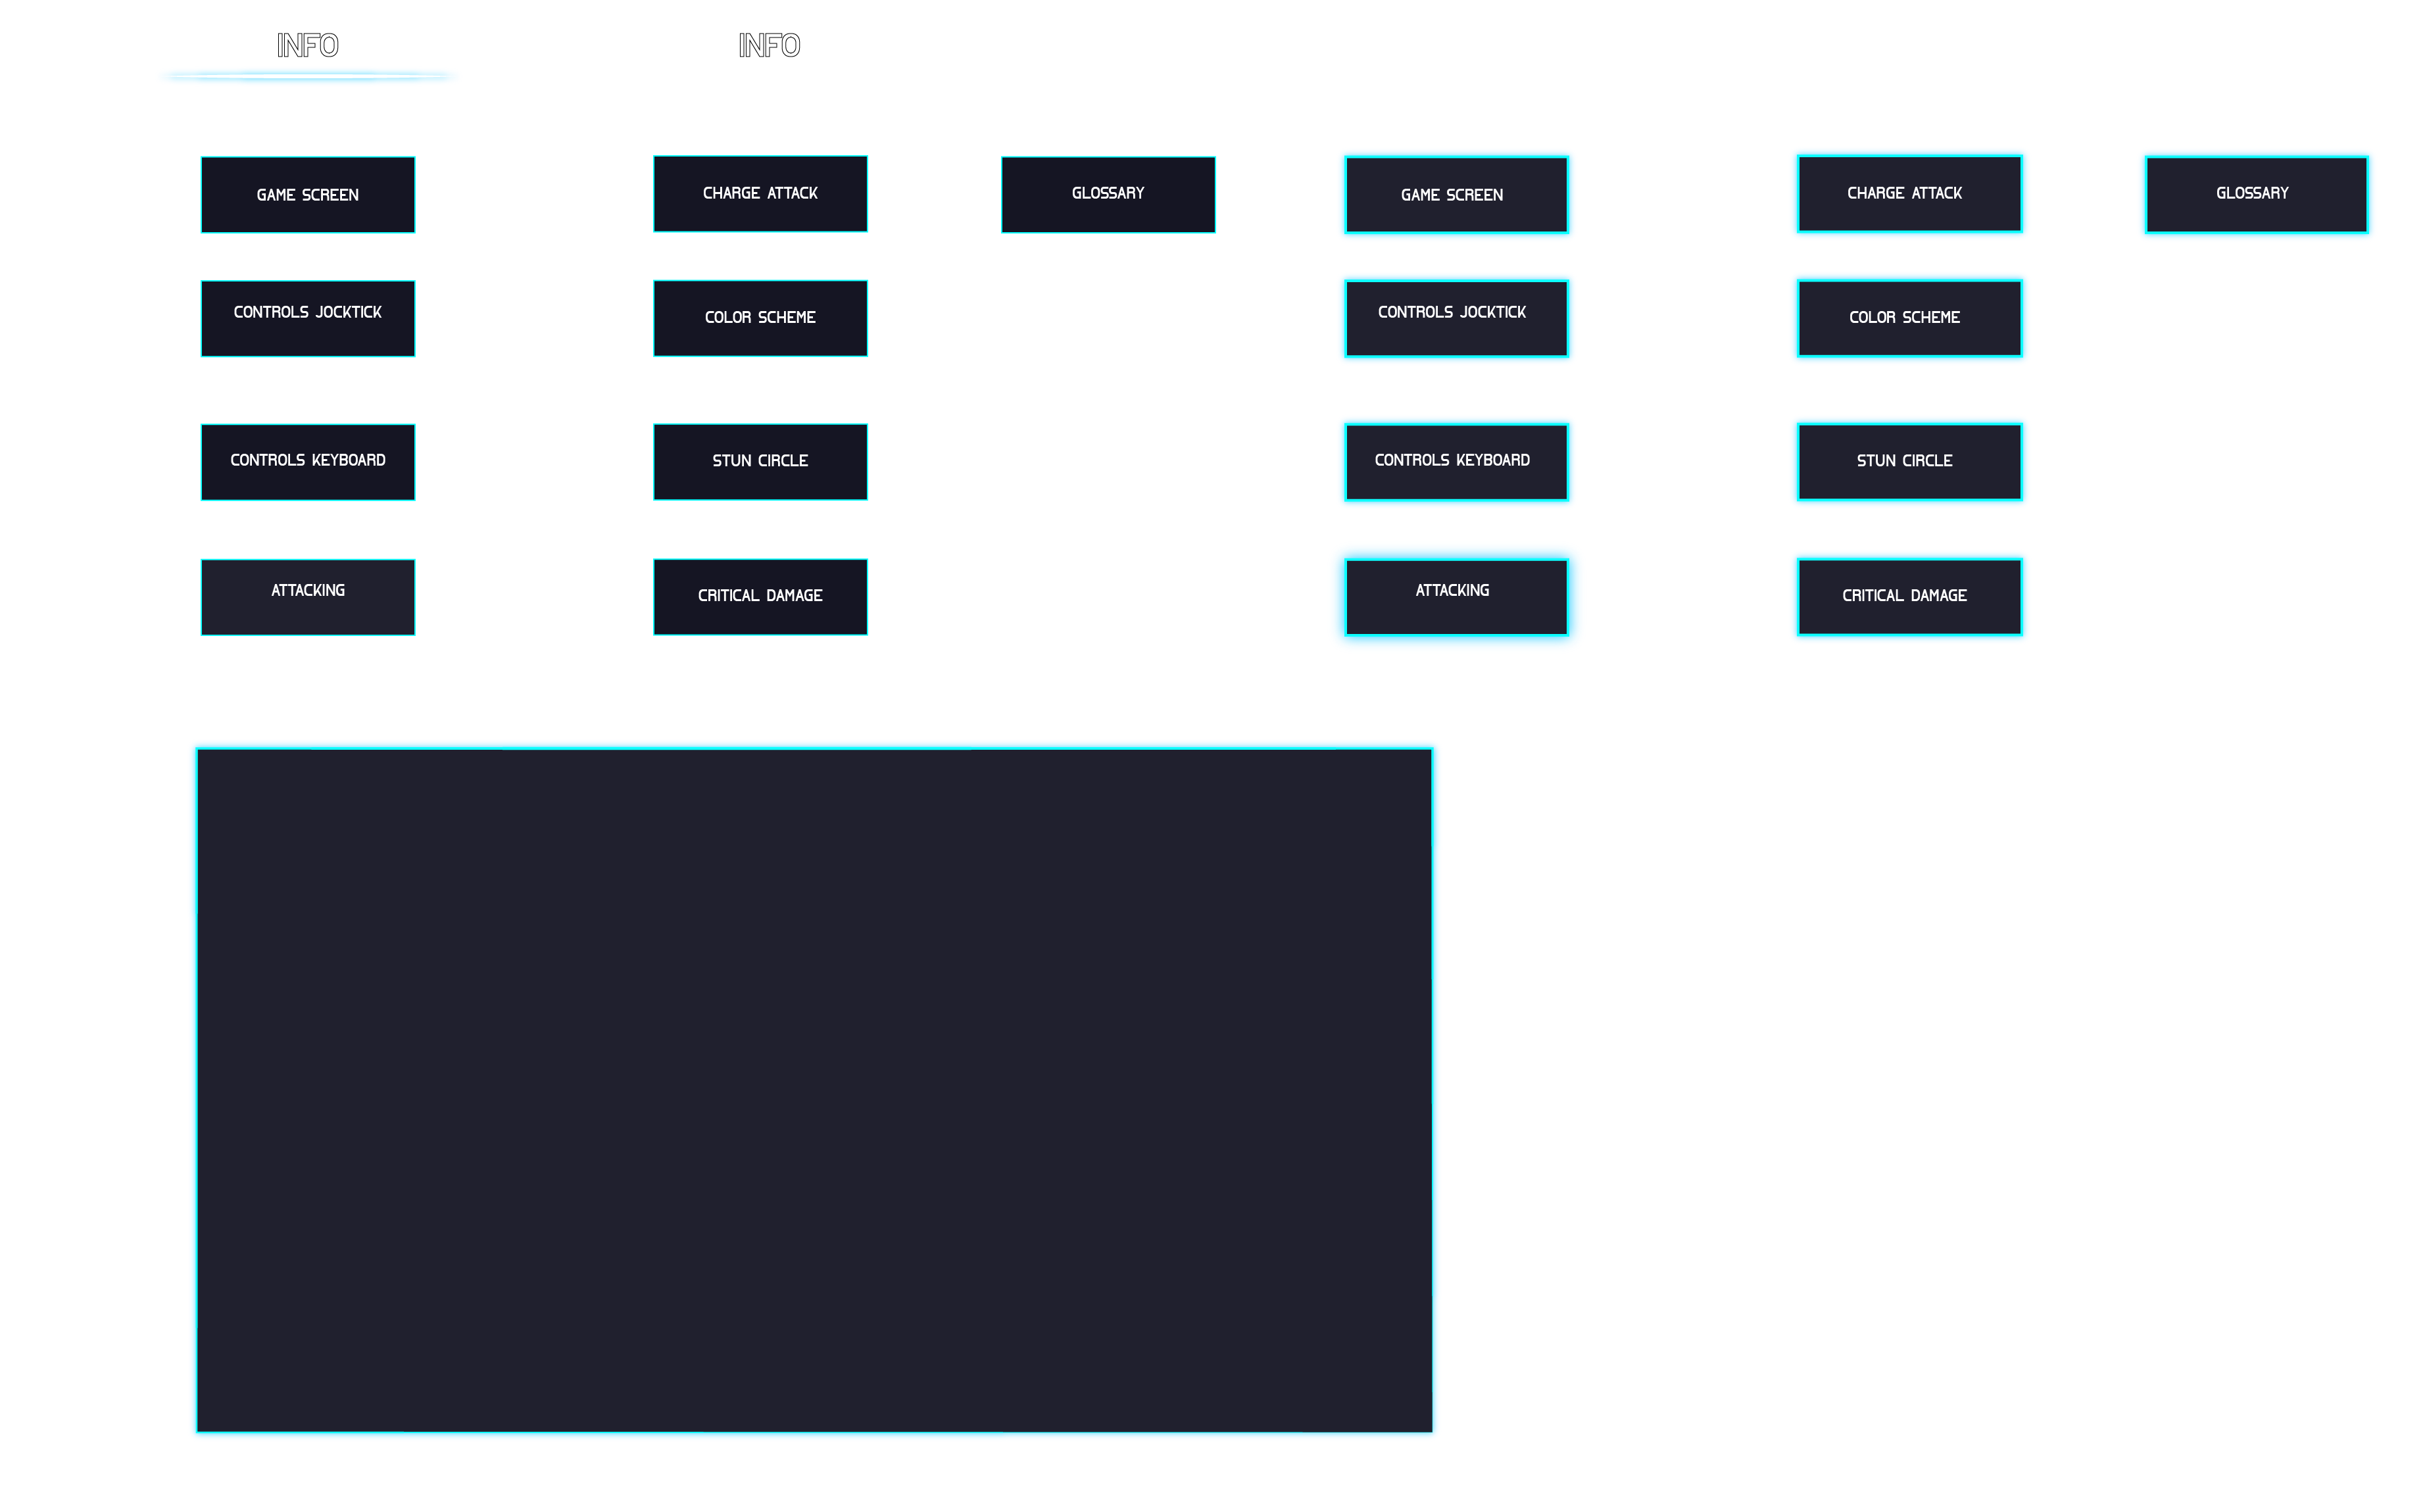 INFO INFO
GAME SCREEN CHARGE ATTACK GLOSSARY GAME SCREEN CHARGE ATTACK GLOSSARY
CONTROLS JOCKTICK COLOR SCHEME CONTROLS JOCKTICK COLOR SCHEME
CONTROLS KEYBOARD STUN CIRCLE CONTROLS KEYBOARD STUN CIRCLE
ATTACKING CRITICAL DAMAGE ATTACKING CRITICAL DAMAGE